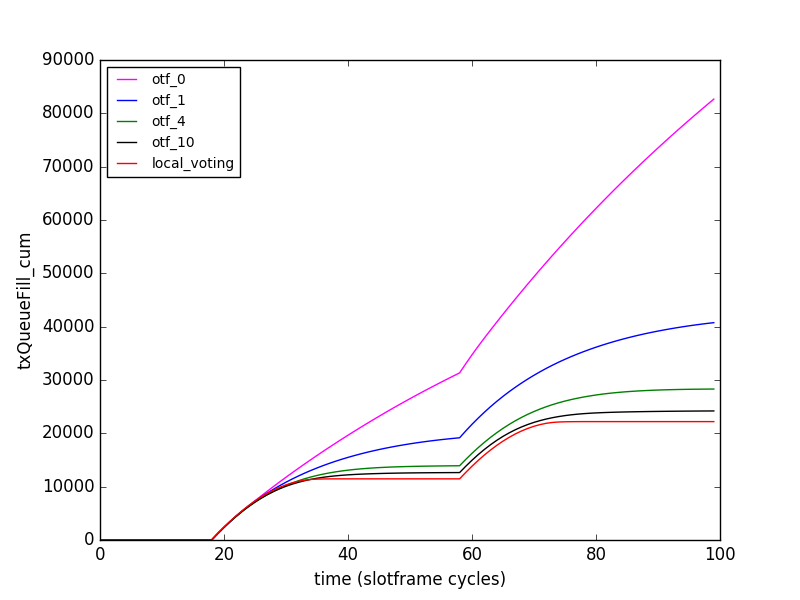 90000
80000
70000
60000
50000
40000
30000
20000
10000
0
txQueueFill_cum
otf_0
otf_1
otf_4
otf_10
local_voting
0 20 40 60 80 100
time (slotframe cycles)